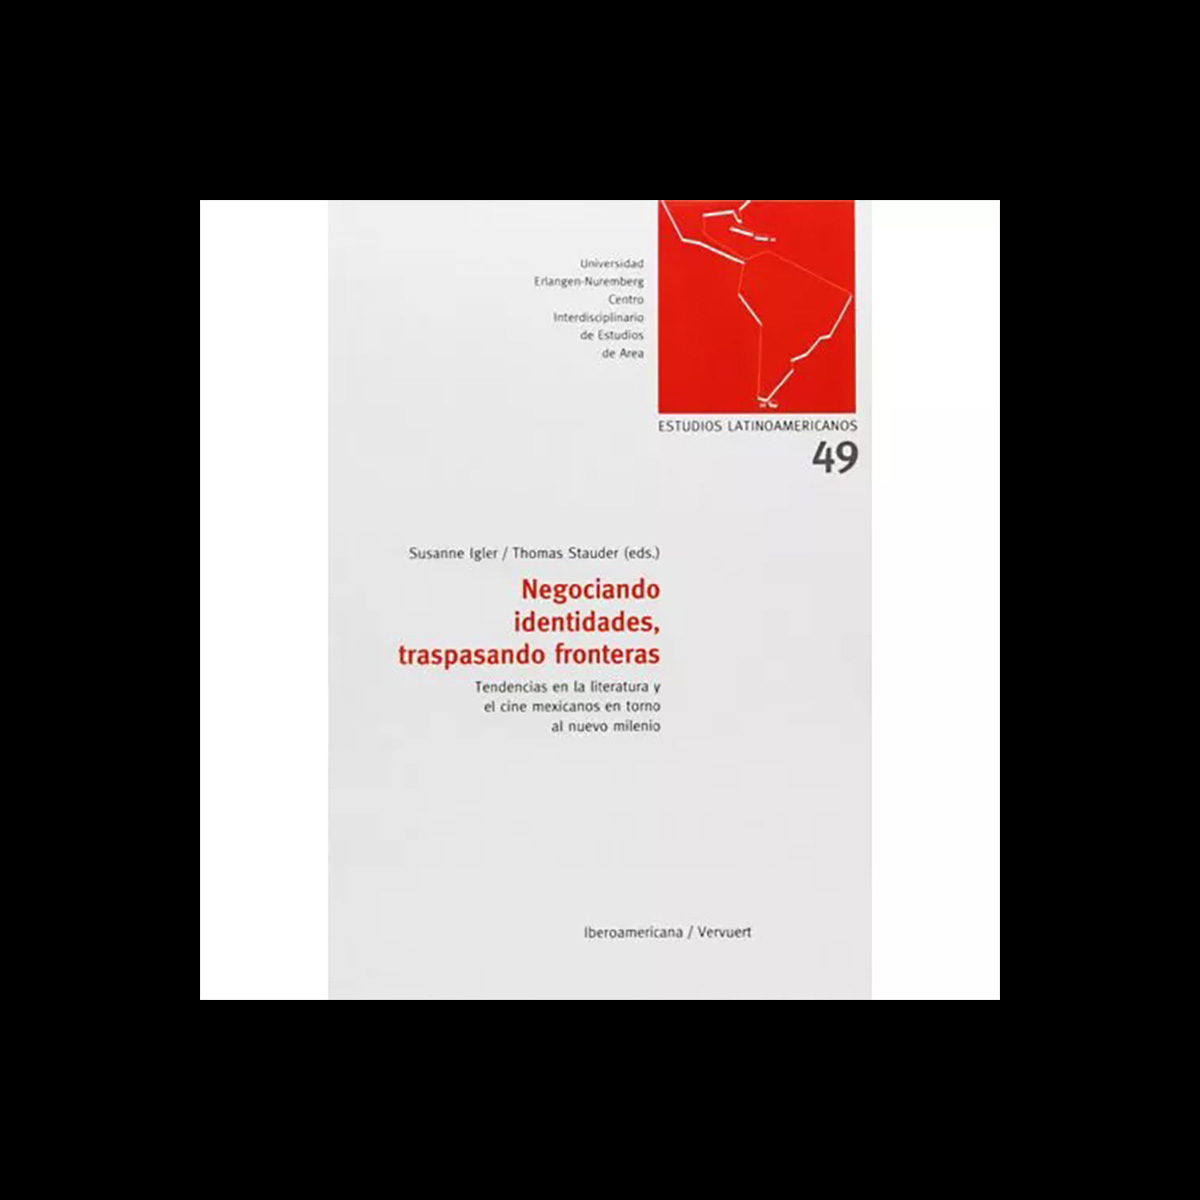 Universidad
Erlangen-Nuremberg
Centro
Interdisciplinario
de Estudios
de Area
ESTUDIOS LATINOAMERICANOS
49
Susanne Igler / Thomas Stauder (eds.)
Negociando
identidades,
traspasando fronteras
Tendencias en la literatura y
el cine mexicanos en torno
al nuevo milenio
Iberoamericana / Vervuert